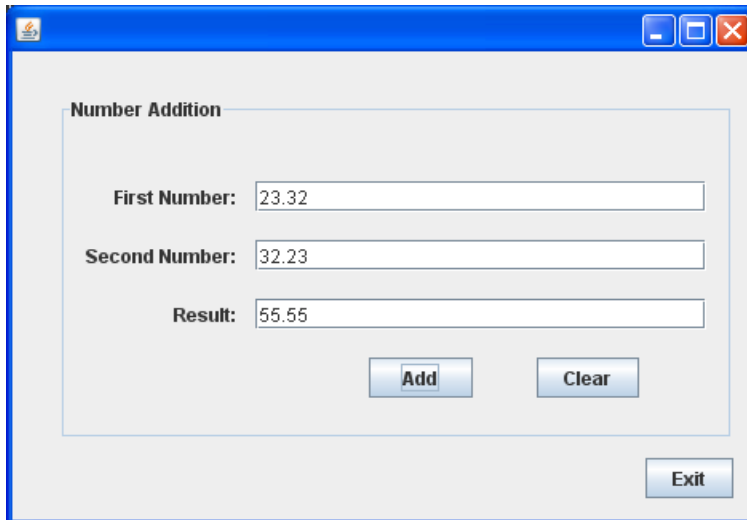 Number Addition
First Number: 23.32
Second Number: 32.23
Result: 55.55
Add Clear
Exit